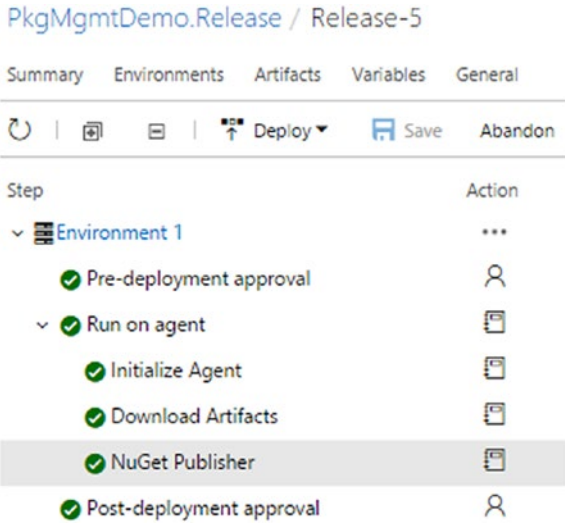 PkgMgmtDemo.Release / Release-5
Summary Environments Artifacts Variables General
Deploy Save Abandon
Step Action
Environment 1 ...
Pre-deployment approval
Run on agent
Initialize Agent
Download Artifacts
NuGet Publisher
Post-deployment approval